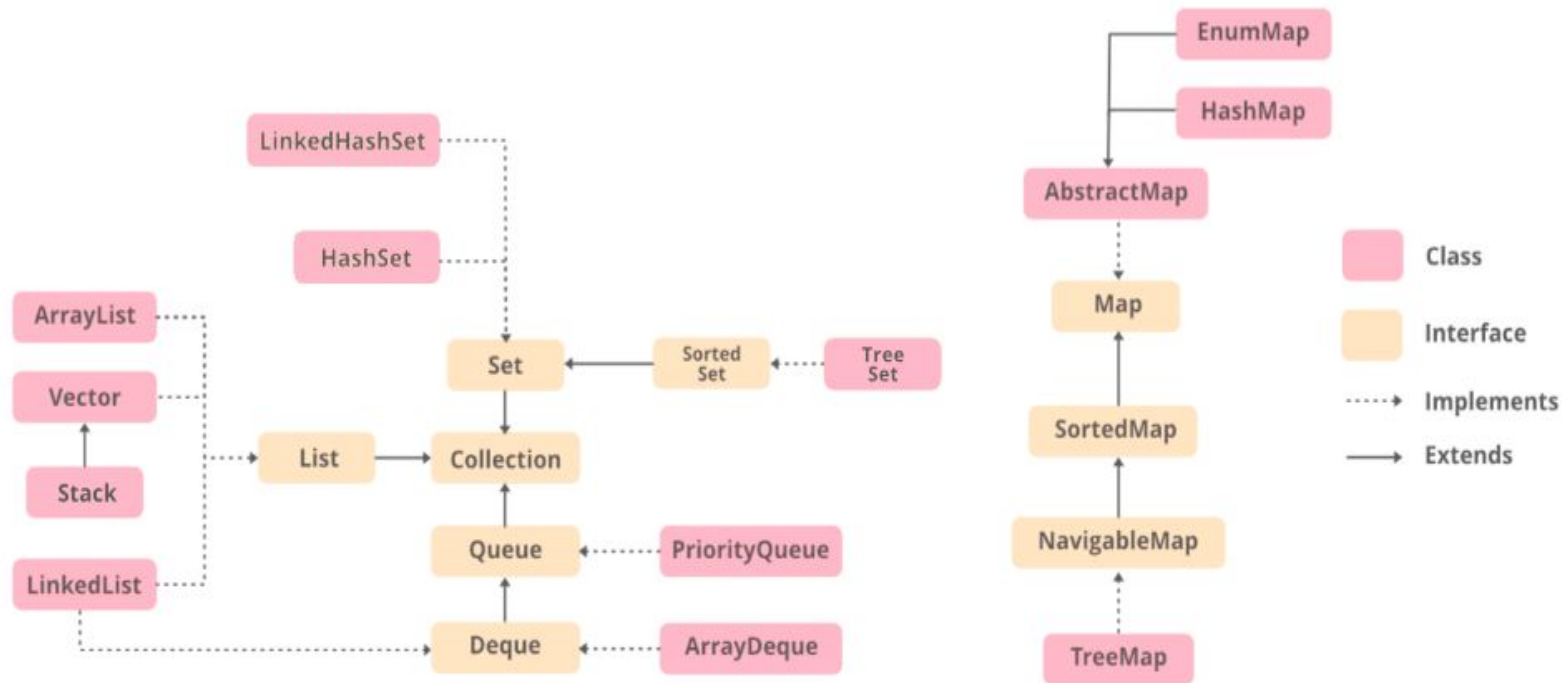 EnumMap
HashMap
LinkedHashSet
AbstractMap
HashSet
Class
ArrayList
Map
Interface
Set
Sorted
Set
Tree
Set
Vector
Implements
SortedMap
List
Collection
Extends
Stack
Queue
PriorityQueue
NavigableMap
LinkedList
Deque
ArrayDeque
TreeMap